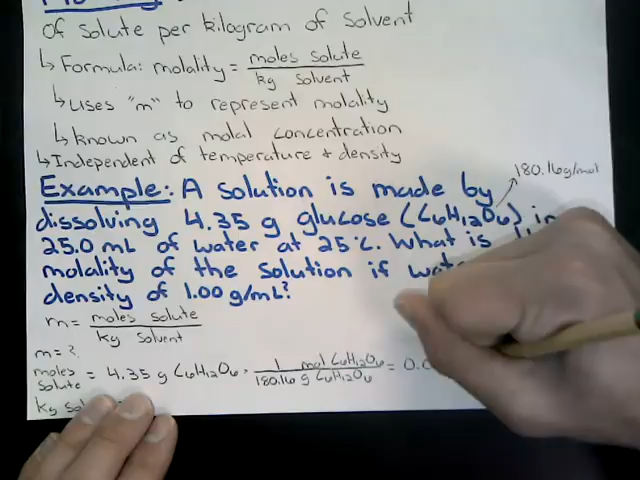 of solute per kilogram of solvent
↳ Formula: molality = moles solute / kg solvent
↳ uses "m" to represent molality
↳ known as molal concentration
↳ Independent of temperature + density
180.16g/mol
Example: A solution is made by
dissolving 4.35 g glucose (C6H12O6) in
25.0 mL of water at 25°C. What is
molality of the solution if
density of 1.00 g/mL?
m = moles solute / kg solvent
m = ?
moles solute = 4.35 g C6H12O6 · 1 mol C6H12O6 / 180.16 g C6H12O6 = 0.0
kg